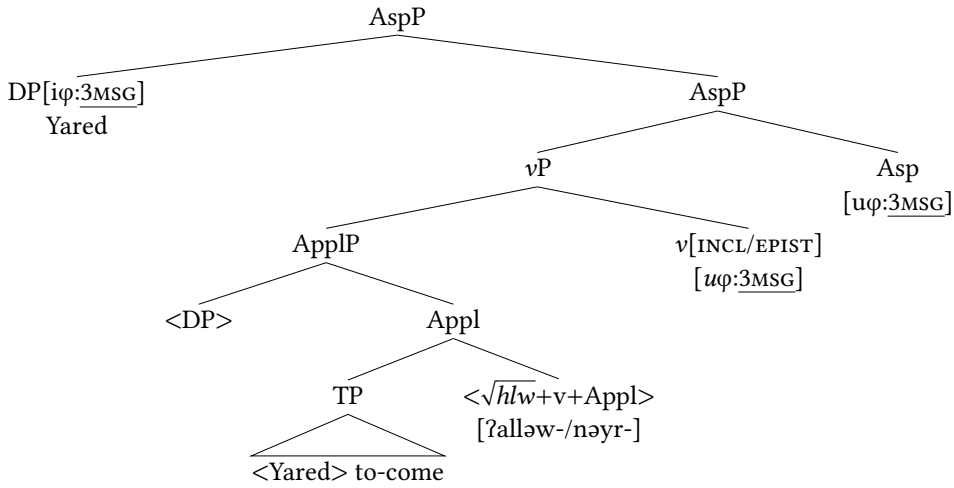 AspP
DP[iφ:3MSG]
Yared
AspP
vP
Asp
[uφ:3MSG]
ApplP
v[INCL/EPIST]
[uφ:3MSG]
<DP>
Appl
TP
<√hlw+v+Appl>
[ʔalləw-/nəyr-]
<Yared> to-come